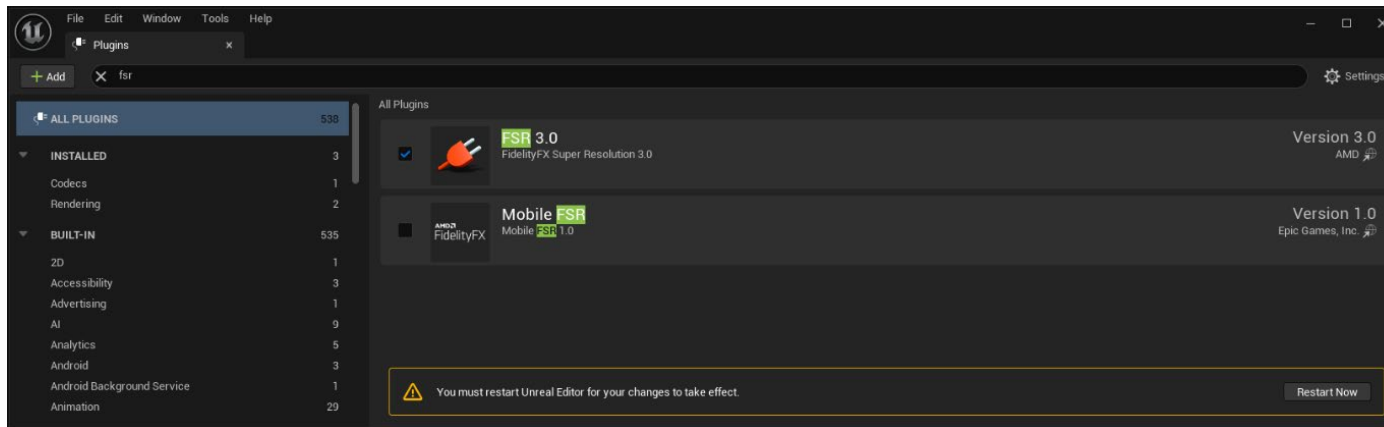 File Edit Window Tools Help
Plugins
Add fsr Settings
All Plugins
ALL PLUGINS 538
INSTALLED 3
Codecs 1
Rendering 2
BUILT-IN 535
2D 1
Accessibility 3
Advertising 1
AI 9
Analytics 5
Android 3
Android Background Service 1
Animation 29
FSR 3.0 Version 3.0
FidelityFX Super Resolution 3.0 AMD
AMD
FidelityFX
Mobile FSR Version 1.0
Mobile FSR 1.0 Epic Games, Inc.
You must restart Unreal Editor for your changes to take effect. Restart Now